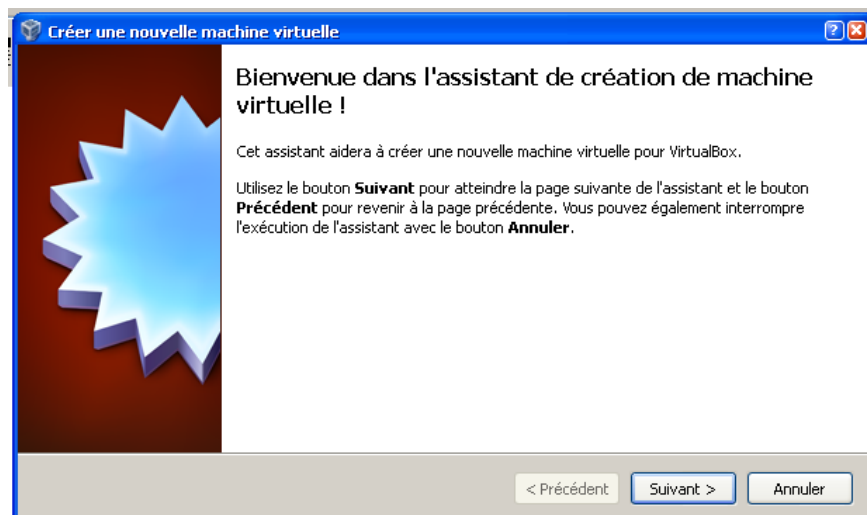 Créer une nouvelle machine virtuelle
Bienvenue dans l'assistant de création de machine
virtuelle !
Cet assistant aidera à créer une nouvelle machine virtuelle pour VirtualBox.
Utilisez le bouton Suivant pour atteindre la page suivante de l'assistant et le bouton
Précédent pour revenir à la page précédente. Vous pouvez également interrompre
l'exécution de l'assistant avec le bouton Annuler.
< Précédent Suivant > Annuler